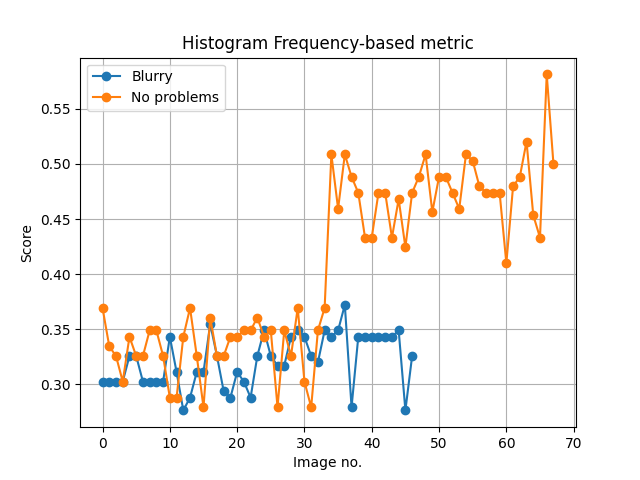 Histogram Frequency-based metric
Blurry
No problems
Score
0.55
0.50
0.45
0.40
0.35
0.30
0 10 20 30 40 50 60 70
Image no.